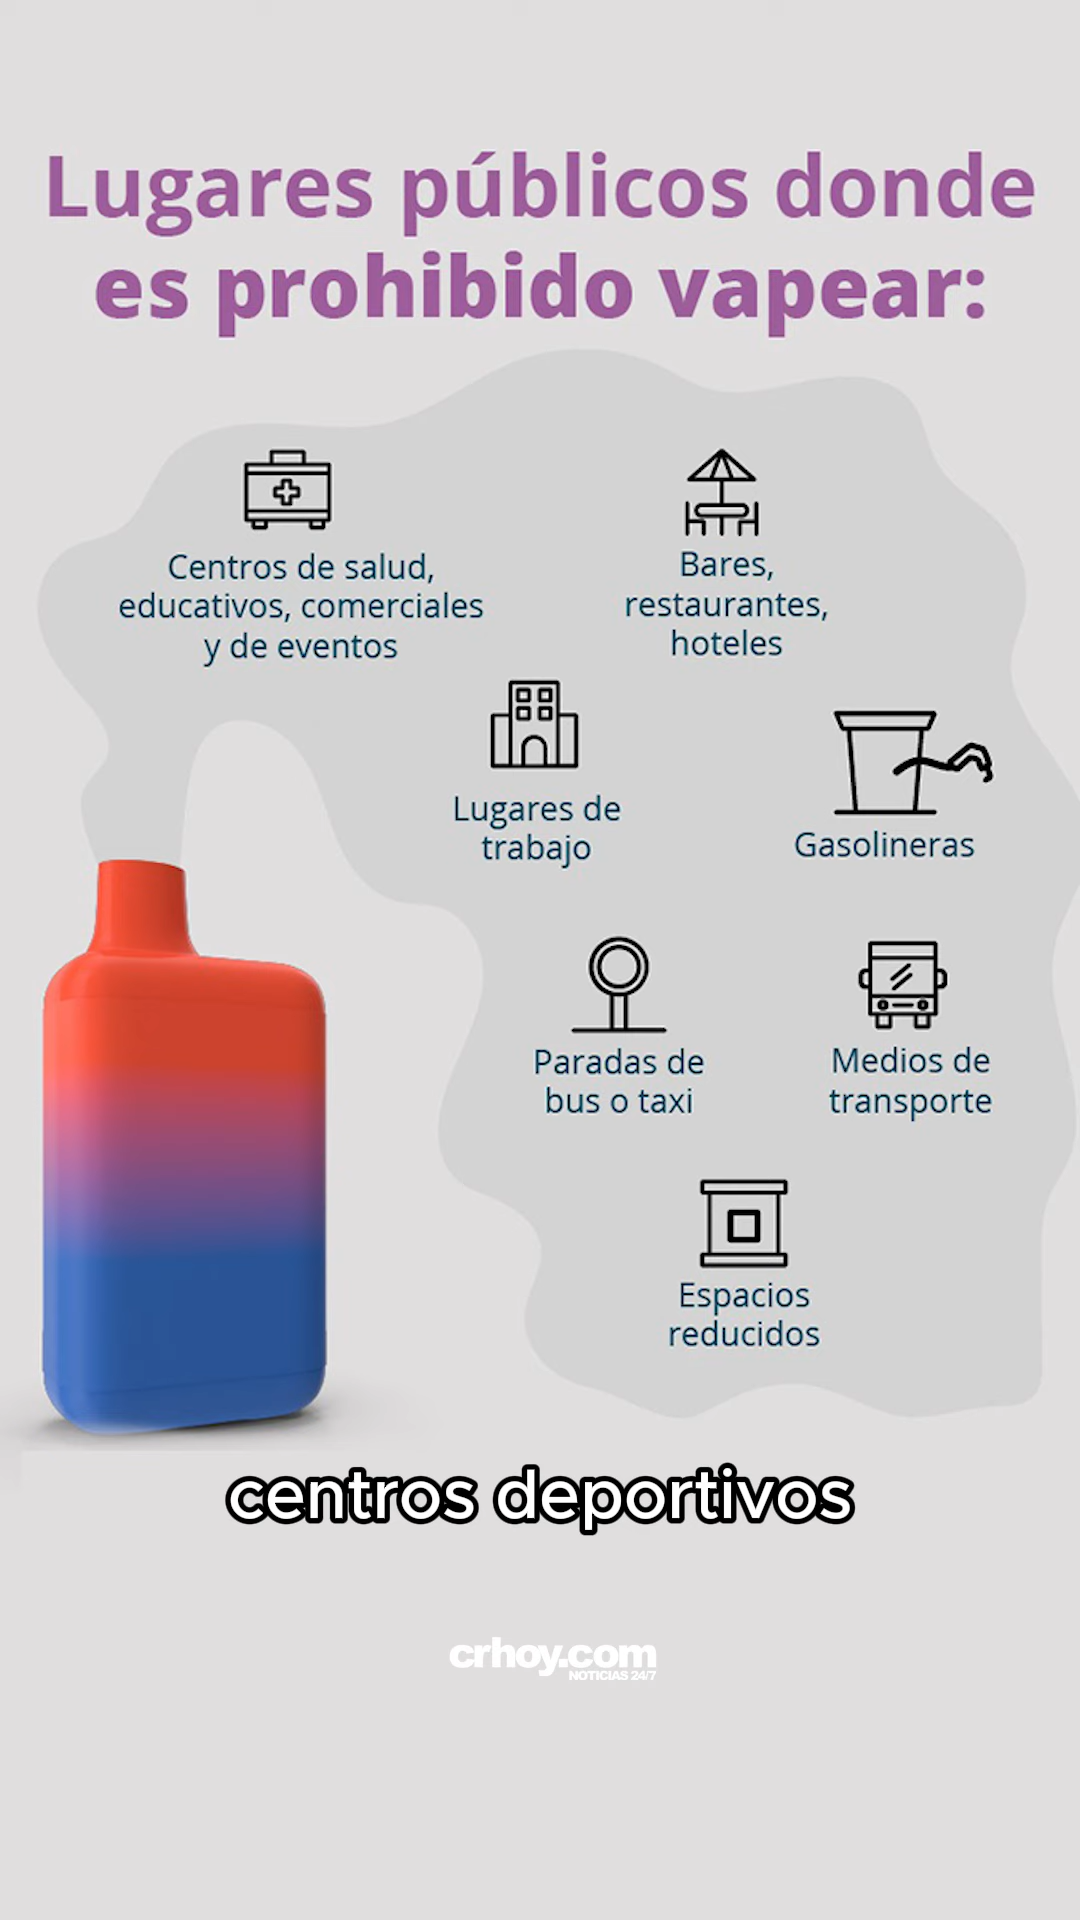 Lugares públicos donde
es prohibido vapear:
Centros de salud,
educativos, comerciales
y de eventos
Bares,
restaurantes,
hoteles
Lugares de
trabajo
Gasolineras
Paradas de
bus o taxi
Medios de
transporte
Espacios
reducidos
centros deportivos
crhoy.com
NOTICIAS 24/7